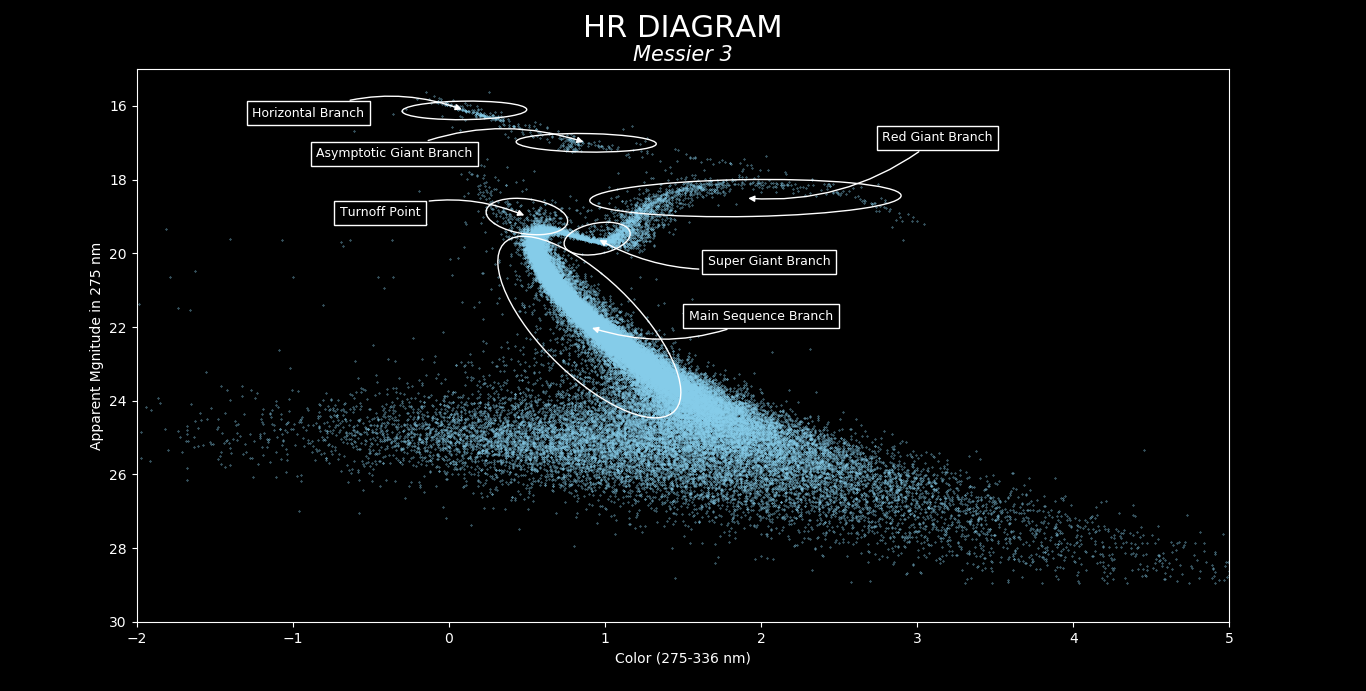 HR DIAGRAM
Messier 3
Horizontal Branch
Asymptotic Giant Branch
Red Giant Branch
Turnoff Point
Super Giant Branch
Main Sequence Branch
Apparent Mgnitude in 275 nm
16
18
20
22
24
26
28
30
−2
−1
0
1
2
3
4
5
Color (275-336 nm)